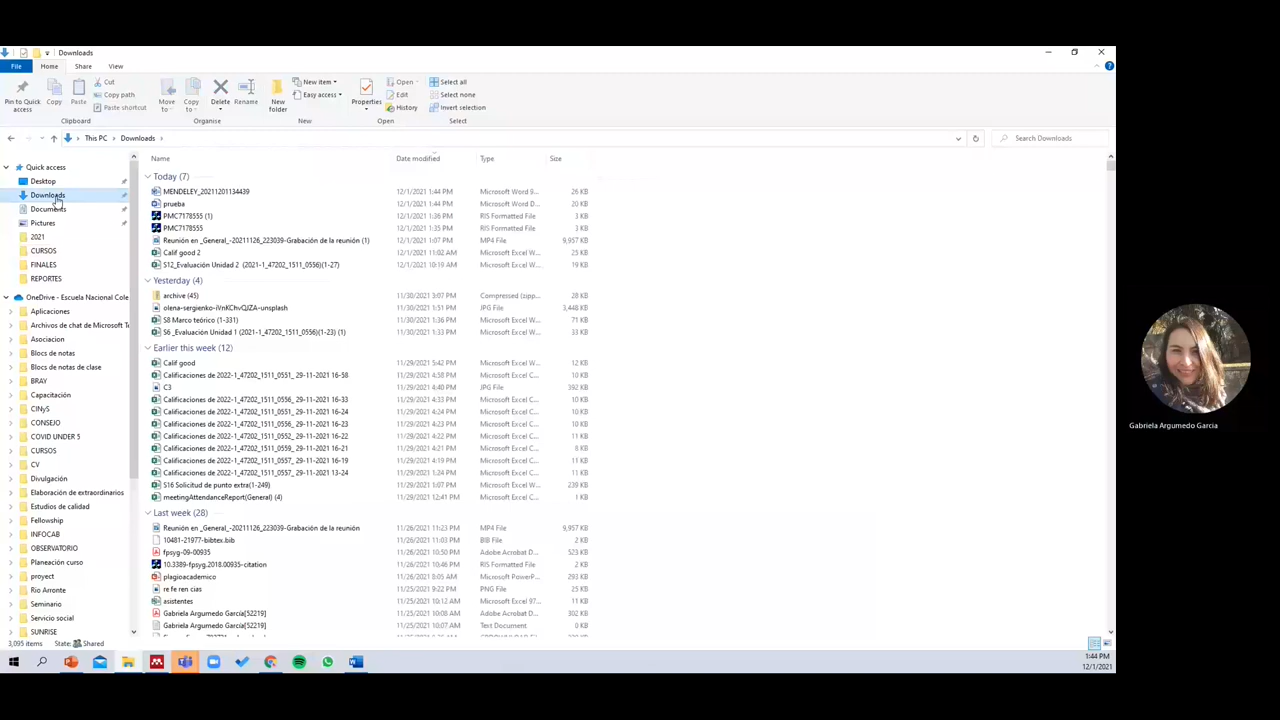 Downloads
File Home Share View
Pin to Quick access
Copy
Paste
Cut
Copy path
Paste shortcut
Clipboard
Move to
Copy to
Delete
Rename
Organise
New folder
New item
Easy access
New
Properties
Open
Edit
History
Open
Select all
Select none
Invert selection
Select
This PC > Downloads >
Search Downloads
Quick access
Desktop
Downloads
Documents
Pictures
2021
CURSOS
FINALES
REPORTES
OneDrive - Escuela Nacional Cole
Aplicaciones
Archivos de chat de Microsoft T
Asociacion
Blocs de notas
Blocs de notas de clase
BRAY
Capacitación
CINyS
CONSEJO
COVID UNDER 5
CURSOS
CV
Divulgación
Elaboración de extraordinarios
Estudios de calidad
Fellowship
INFOCAB
OBSERVATORIO
Planeación curso
proyect
Rio Arronte
Seminario
Servicio social
SUNRISE
Name Date modified Type Size
Today (7)
MENDELEY_20211201134439 12/1/2021 1:44 PM Microsoft Word 9... 26 KB
prueba 12/1/2021 1:44 PM Microsoft Word D... 20 KB
PMC7178555 (1) 12/1/2021 1:36 PM RIS Formatted File 3 KB
PMC7178555 12/1/2021 1:35 PM RIS Formatted File 3 KB
Reunión en _General_-20211126_223039-Grabación de la reunión (1) 12/1/2021 1:07 PM MP4 File 9,957 KB
Calif good 2 12/1/2021 11:02 AM Microsoft Excel W... 25 KB
S12_Evaluación Unidad 2 (2021-1_47202_1511_0556)(1-27) 12/1/2021 10:19 AM Microsoft Excel W... 19 KB
Yesterday (4)
archive (45) 11/30/2021 3:07 PM Compressed (zipp... 28 KB
olena-sergienko-iVnKChvQJZA-unsplash 11/30/2021 1:51 PM JPG File 3,448 KB
S8 Marco teórico (1-331) 11/30/2021 1:36 PM Microsoft Excel W... 71 KB
S6 _Evaluación Unidad 1 (2021-1_47202_1511_0556)(1-23) (1) 11/30/2021 1:33 PM Microsoft Excel W... 33 KB
Earlier this week (12)
Calif good 11/29/2021 5:42 PM Microsoft Excel W... 12 KB
Calificaciones de 2022-1_47202_1511_0551_ 29-11-2021 16-58 11/29/2021 4:58 PM Microsoft Excel W... 10 KB
C3 11/29/2021 4:40 PM JPG File 392 KB
Calificaciones de 2022-1_47202_1511_0556_ 29-11-2021 16-33 11/29/2021 4:33 PM Microsoft Excel W... 10 KB
Calificaciones de 2022-1_47202_1511_0551_ 29-11-2021 16-24 11/29/2021 4:24 PM Microsoft Excel W... 10 KB
Calificaciones de 2022-1_47202_1511_0556_ 29-11-2021 16-23 11/29/2021 4:23 PM Microsoft Excel W... 10 KB
Calificaciones de 2022-1_47202_1511_0552_ 29-11-2021 16-22 11/29/2021 4:22 PM Microsoft Excel W... 11 KB
Calificaciones de 2022-1_47202_1511_0559_ 29-11-2021 16-21 11/29/2021 4:21 PM Microsoft Excel W... 8 KB
Calificaciones de 2022-1_47202_1511_0557_ 29-11-2021 16-19 11/29/2021 4:19 PM Microsoft Excel W... 11 KB
Calificaciones de 2022-1_47202_1511_0557_ 29-11-2021 13-24 11/29/2021 1:24 PM Microsoft Excel W... 11 KB
S16 Solicitud de punto extra(1-249) 11/29/2021 1:07 PM Microsoft Excel W... 239 KB
meetingAttendanceReport(General) (4) 11/29/2021 12:41 PM Microsoft Excel C... 1 KB
Last week (28)
Reunión en _General_-20211126_223039-Grabación de la reunión 11/26/2021 11:23 PM MP4 File 9,957 KB
10481-21977-bibtex.bib 11/26/2021 11:03 PM BIB File 2 KB
fpsyg-09-00935 11/26/2021 10:50 PM Adobe Acrobat D... 523 KB
10.3389-fpsyg.2018.00935-citation 11/26/2021 10:46 PM RIS Formatted File 2 KB
plagioacademico 11/26/2021 8:05 AM Microsoft PowerP... 293 KB
re fe ren cias 11/25/2021 9:22 PM PNG File 25 KB
asistentes 11/25/2021 10:12 AM Microsoft Excel 97... 11 KB
Gabriela Argumedo García[52219] 11/25/2021 10:08 AM Adobe Acrobat D... 302 KB
Gabriela Argumedo García[52219] 11/25/2021 10:07 AM Text Document 0 KB
3,095 items State: Shared
1:44 PM
12/1/2021
Gabriela Argumedo Garcia